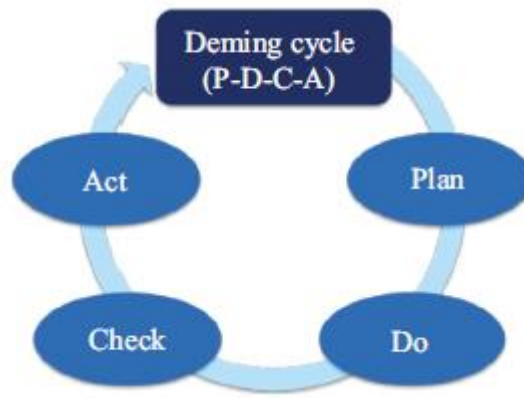 Deming cycle
(P-D-C-A)
Plan
Do
Check
Act